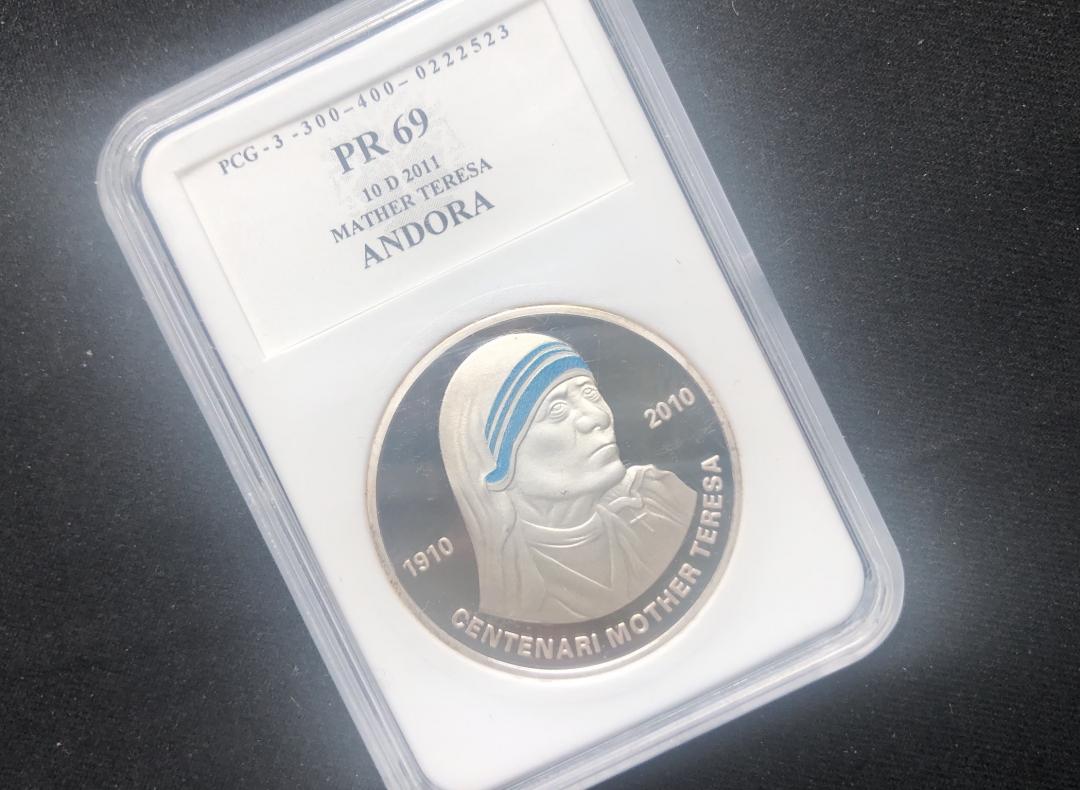 PCG - 3 - 300 - 400 - 0222523
PR 69
10 D 2011
MATHER TERESA
ANDORA
1910
2010
CENTENARI MOTHER TERESA